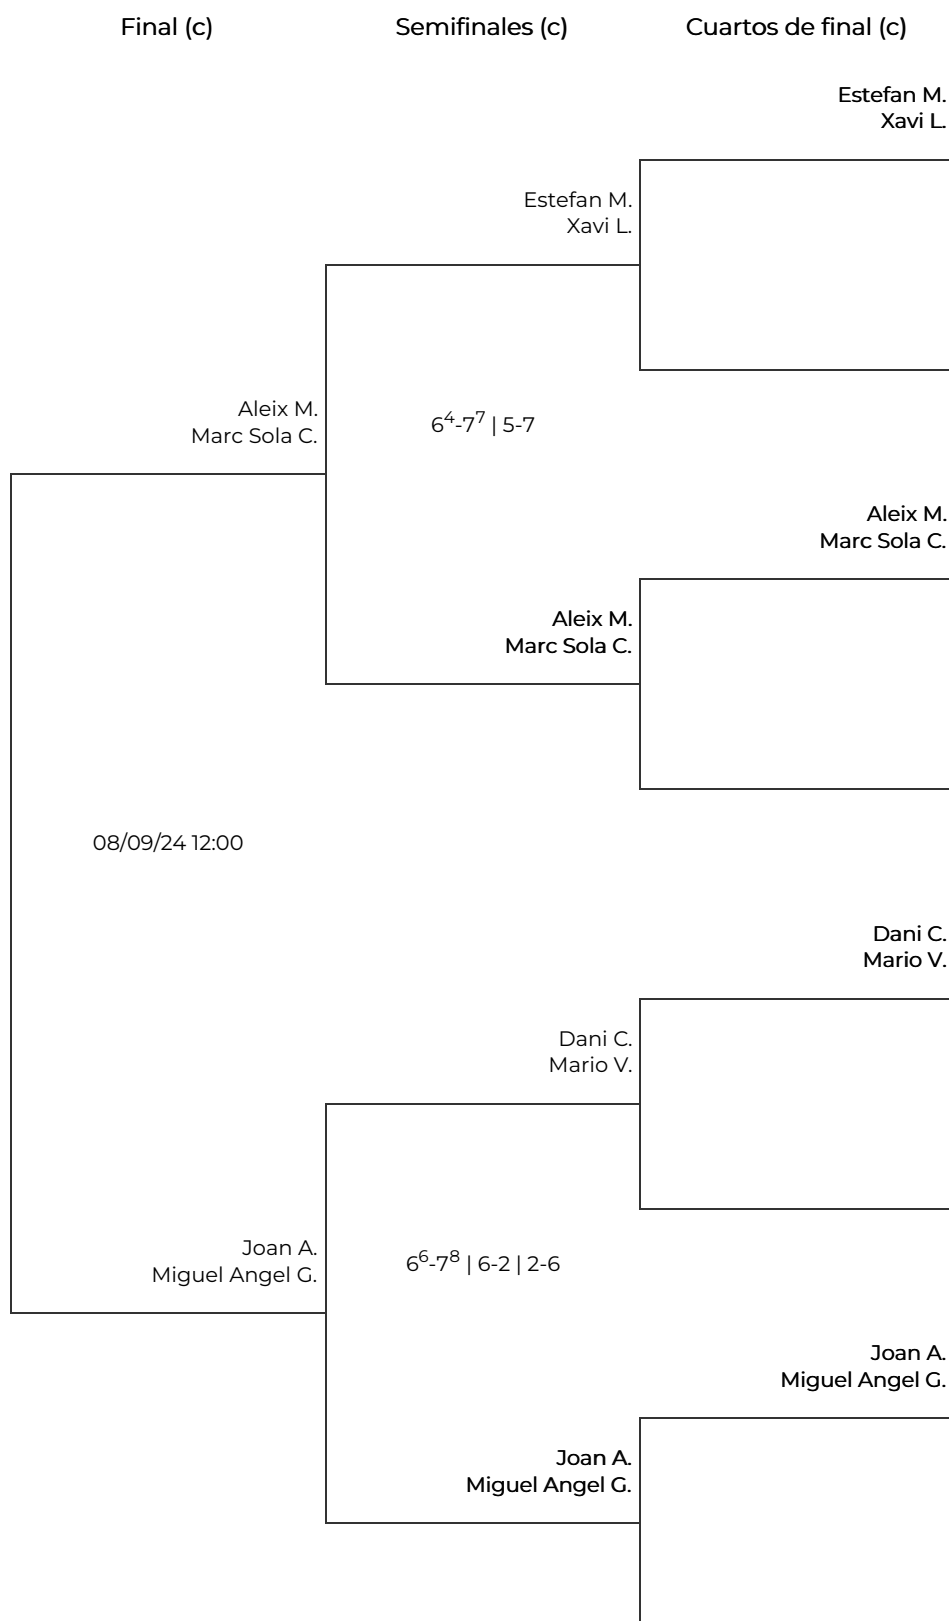 Final (c)
Semifinales (c)
Cuartos de final (c)
Estefan M.
Xavi L.
Estefan M.
Xavi L.
Aleix M.
Marc Sola C.
6⁴-7⁷ | 5-7
Aleix M.
Marc Sola C.
Aleix M.
Marc Sola C.
08/09/24 12:00
Dani C.
Mario V.
Dani C.
Mario V.
Joan A.
Miguel Angel G.
6⁶-7⁸ | 6-2 | 2-6
Joan A.
Miguel Angel G.
Joan A.
Miguel Angel G.